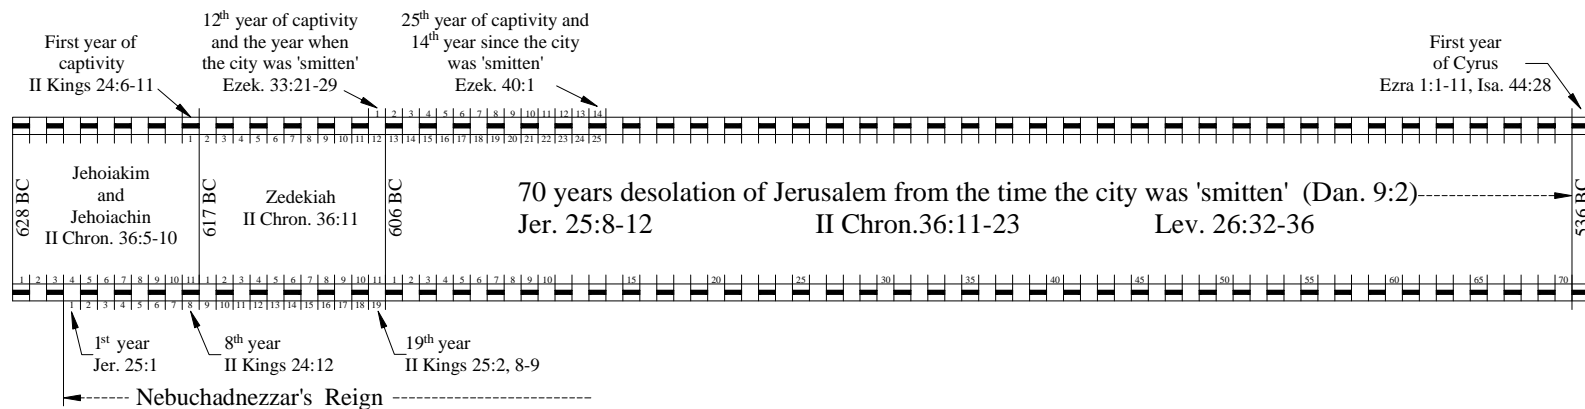 First year of
captivity
II Kings 24:6-11
12th year of captivity
and the year when
the city was 'smitten'
Ezek. 33:21-29
25th year of captivity and
14th year since the city
was 'smitten'
Ezek. 40:1
First year
of Cyrus
Ezra 1:1-11, Isa. 44:28
1 2 3 4 5 6 7 8 9 10 11 12 13 14
1 2 3 4 5 6 7 8 9 10 11 12 13 15 16 17 18 19 20 21 22 23 24 25
628 BC
Jehoiakim
and
Jehoiachin
II Chron. 36:5-10
617 BC
Zedekiah
II Chron. 36:11
606 BC
70 years desolation of Jerusalem from the time the city was 'smitten' (Dan. 9:2)
Jer. 25:8-12 II Chron.36:11-23 Lev. 26:32-36
536 BC
1 2 3 4 5 6 7 8 9 10 11 1 2 3 4 5 6 7 8 9 10 11 1 2 3 4 5 6 7 8 9 10 15 20 25 30 35 40 45 50 55 60 65 70
1 2 3 4 5 6 7 8 9 10 11 12 13 14 15 16 17 18 19
1st year
Jer. 25:1
8th year
II Kings 24:12
19th year
II Kings 25:2, 8-9
Nebuchadnezzar's Reign